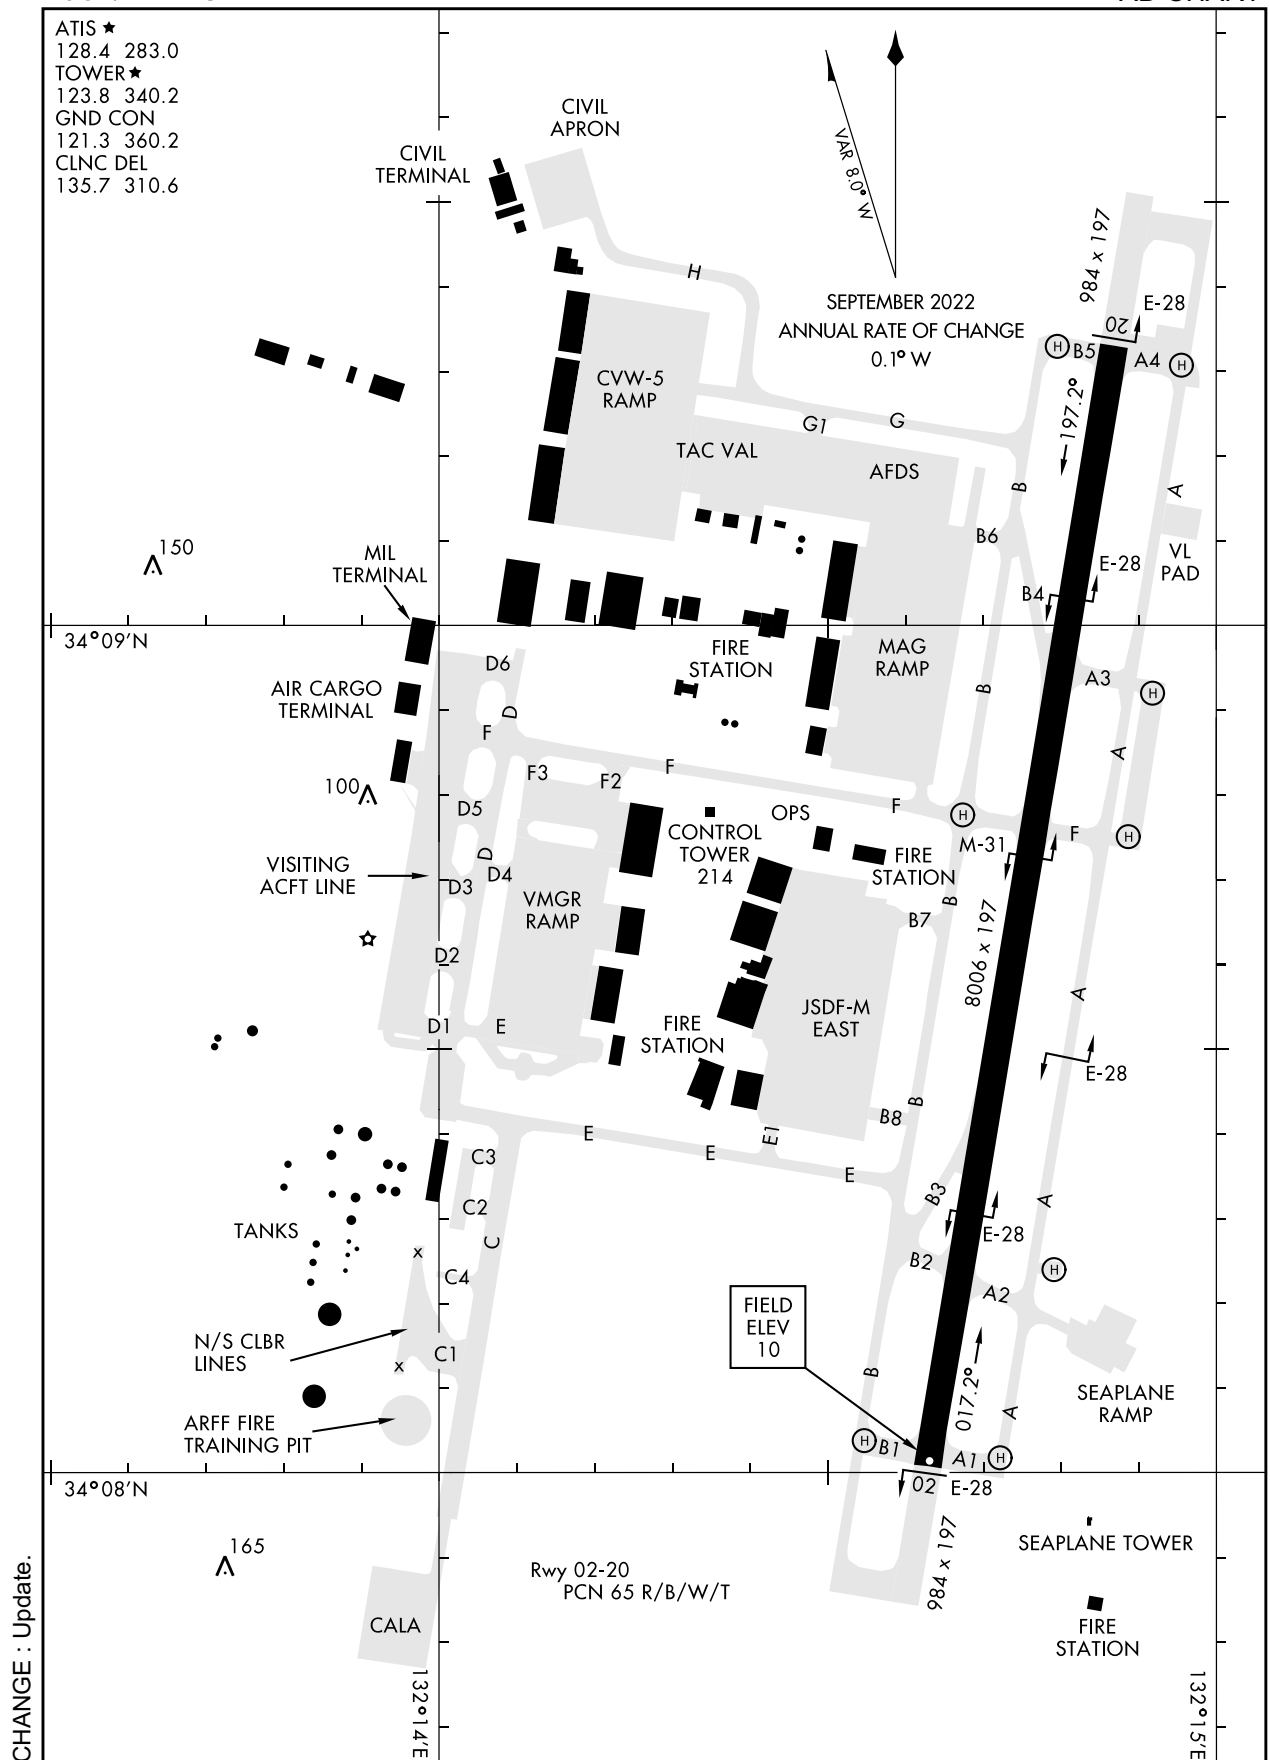 ATIS ★
128.4 283.0
TOWER ★
123.8 340.2
GND CON
121.3 360.2
CLNC DEL
135.7 310.6
CIVIL
APRON
CIVIL
TERMINAL
VAR 8.0° W
984 x 197
H
SEPTEMBER 2022
ANNUAL RATE OF CHANGE
0.1° W
E-28
20
H
B5
A4
H
CVW-5
RAMP
197.2°
G1
G
TAC VAL
AFDS
B
A
B6
150
MIL
TERMINAL
VL
PAD
E-28
B4
34°09'N
FIRE
STATION
MAG
RAMP
D6
A3
H
B
AIR CARGO
TERMINAL
D
F
A
F3
F2
F
100
D5
F
H
OPS
CONTROL
TOWER
214
M-31
F
H
FIRE
STATION
VISITING
ACFT LINE
D
D4
D3
VMGR
RAMP
B
B7
8006 x 197
D2
A
JSDF-M
EAST
FIRE
STATION
D1
E
E-28
B
B8
E
E1
E
E
C3
B3
A
C2
TANKS
C
E-28
x
B2
H
C4
A2
FIELD
ELEV
10
N/S CLBR
LINES
C1
x
B
017.2°
A
SEAPLANE
RAMP
ARFF FIRE
TRAINING PIT
H
B1
A1
H
34°08'N
02
E-28
984 x 197
SEAPLANE TOWER
165
Rwy 02-20
PCN 65 R/B/W/T
CALA
FIRE
STATION
132°14'E
132°15'E
CHANGE : Update.